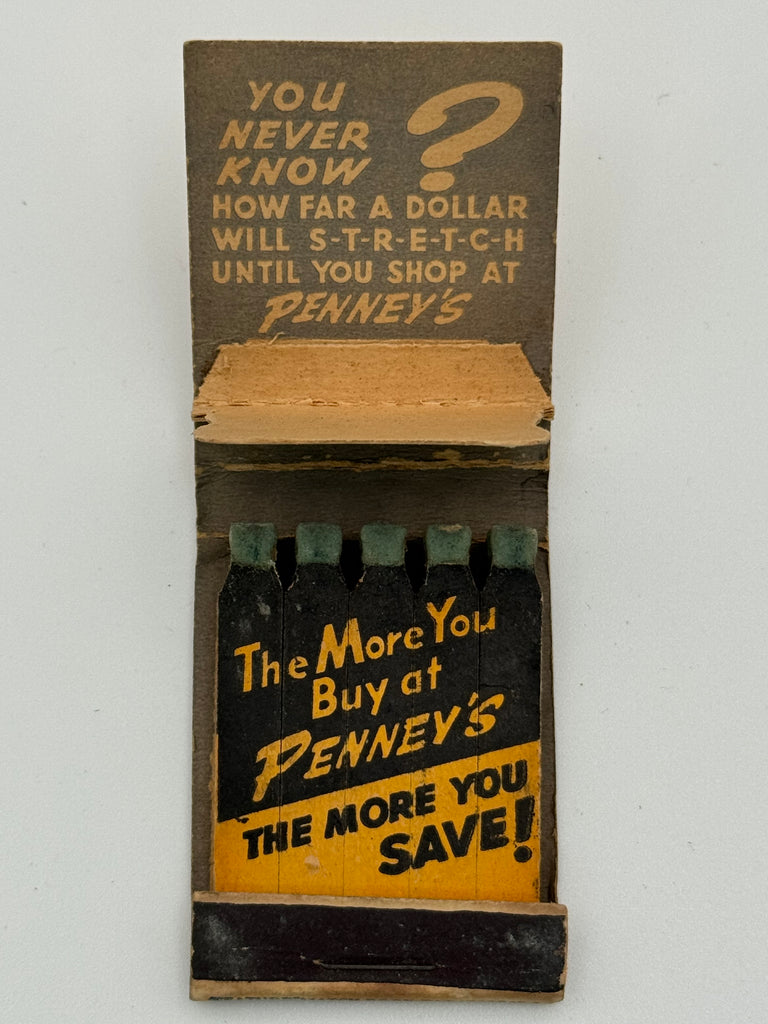 YOU
NEVER
KNOW ?
HOW FAR A DOLLAR
WILL S-T-R-E-T-C-H
UNTIL YOU SHOP AT
PENNEY'S
The More You
Buy at
PENNEY'S
THE MORE YOU
SAVE!